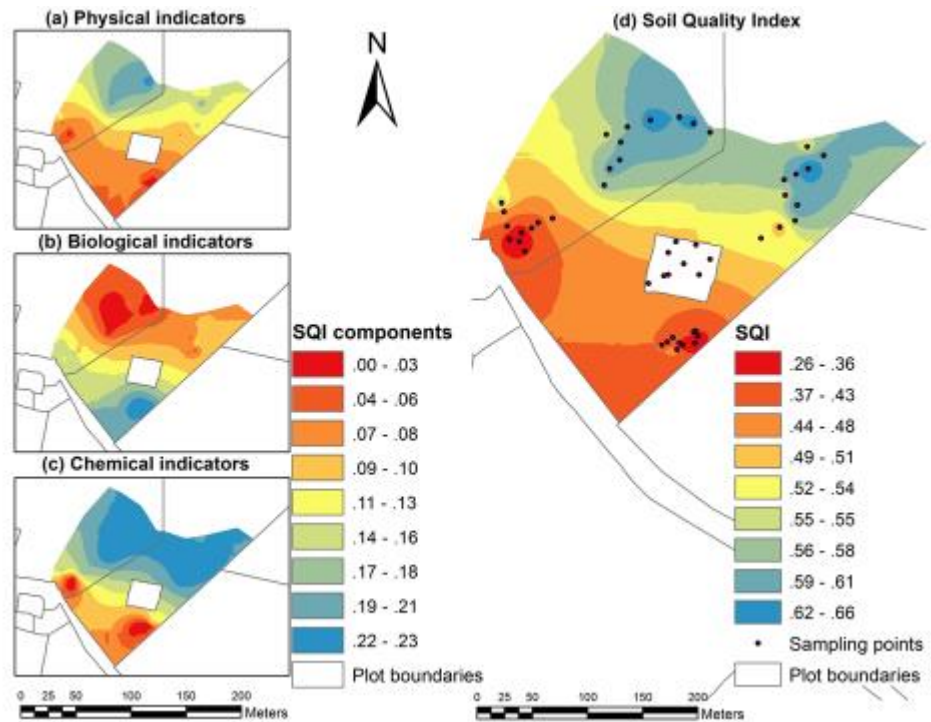 (a) Physical indicators
N
(d) Soil Quality Index
(b) Biological indicators
SQI components
.00 - .03
.04 - .06
.07 - .08
.09 - .10
.11 - .13
.14 - .16
.17 - .18
.19 - .21
.22 - .23
Plot boundaries
(c) Chemical indicators
0 50 100 200
Meters
SQI
.26 - .36
.37 - .43
.44 - .48
.49 - .51
.52 - .54
.55 - .55
.56 - .58
.59 - .61
.62 - .66
Sampling points
Plot boundaries
0 50 100 150 200
Meters